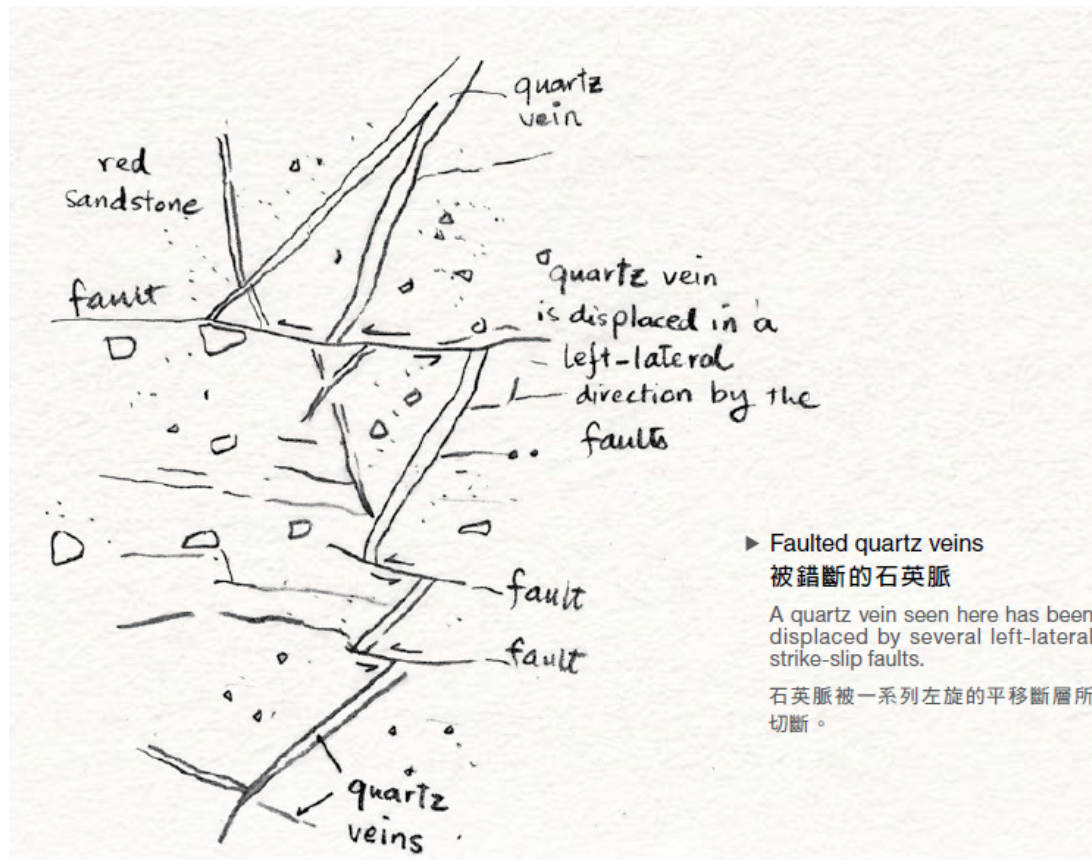 quartz
vein
red
sandstone
fault
quartz vein
is displaced in a
left-lateral
direction by the
faults
fault
fault
quartz
veins
▶ Faulted quartz veins
被錯斷的石英脈
A quartz vein seen here has been
displaced by several left-lateral
strike-slip faults.
石英脈被一系列左旋的平移斷層所
切斷。